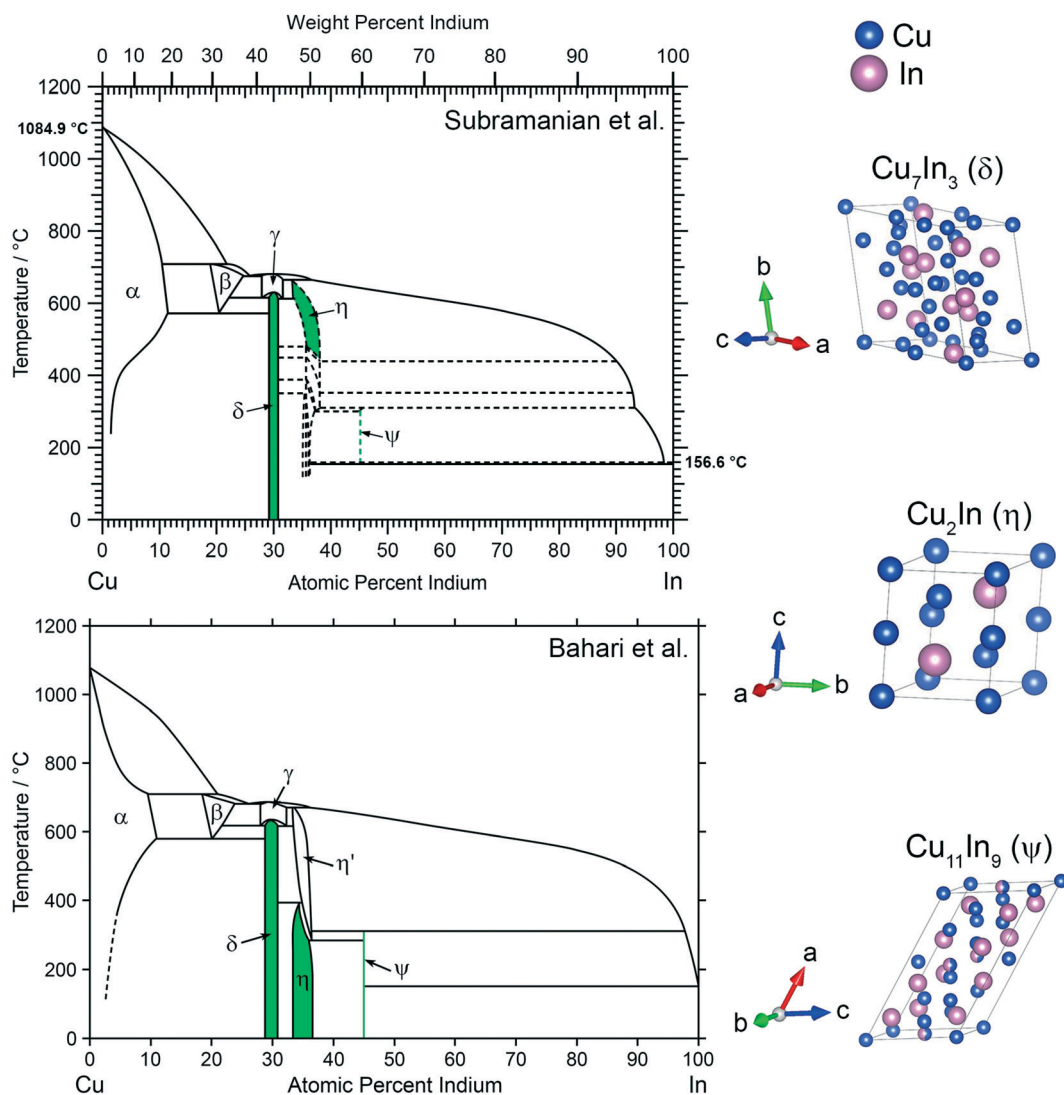 Weight Percent Indium
0 10 20 30 40 50 60 70 80 90 100
1200
1084.9 °C
1000
800
600
400
200
0
Temperature / °C
Subramanian et al.
α
β
γ
η
δ
ψ
156.6 °C
0 10 20 30 40 50 60 70 80 90 100
Cu Atomic Percent Indium In
1200
1000
800
600
400
200
0
Temperature / °C
Bahari et al.
α
β
γ
η'
δ
η
ψ
0 10 20 30 40 50 60 70 80 90 100
Cu Atomic Percent Indium In
Cu
In
Cu₇In₃ (δ)
b
c
a
Cu₂In (η)
c
a
b
Cu₁₁In₉ (ψ)
a
b
c